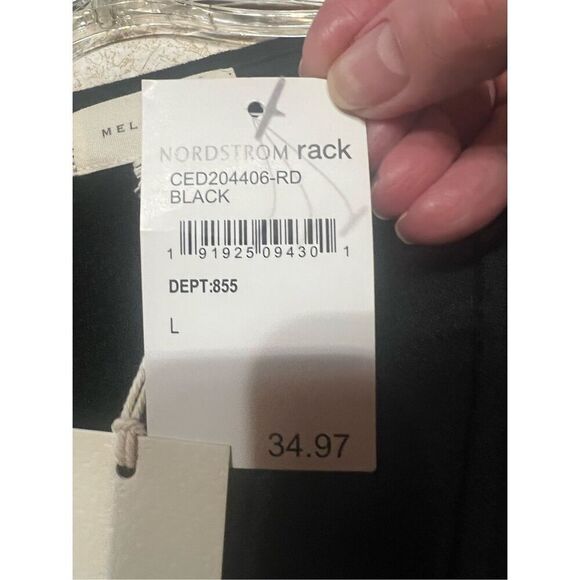 MEL
NORDSTROM rack
CED204406-RD
BLACK
1 91925 09430 1
DEPT:855
L
34.97